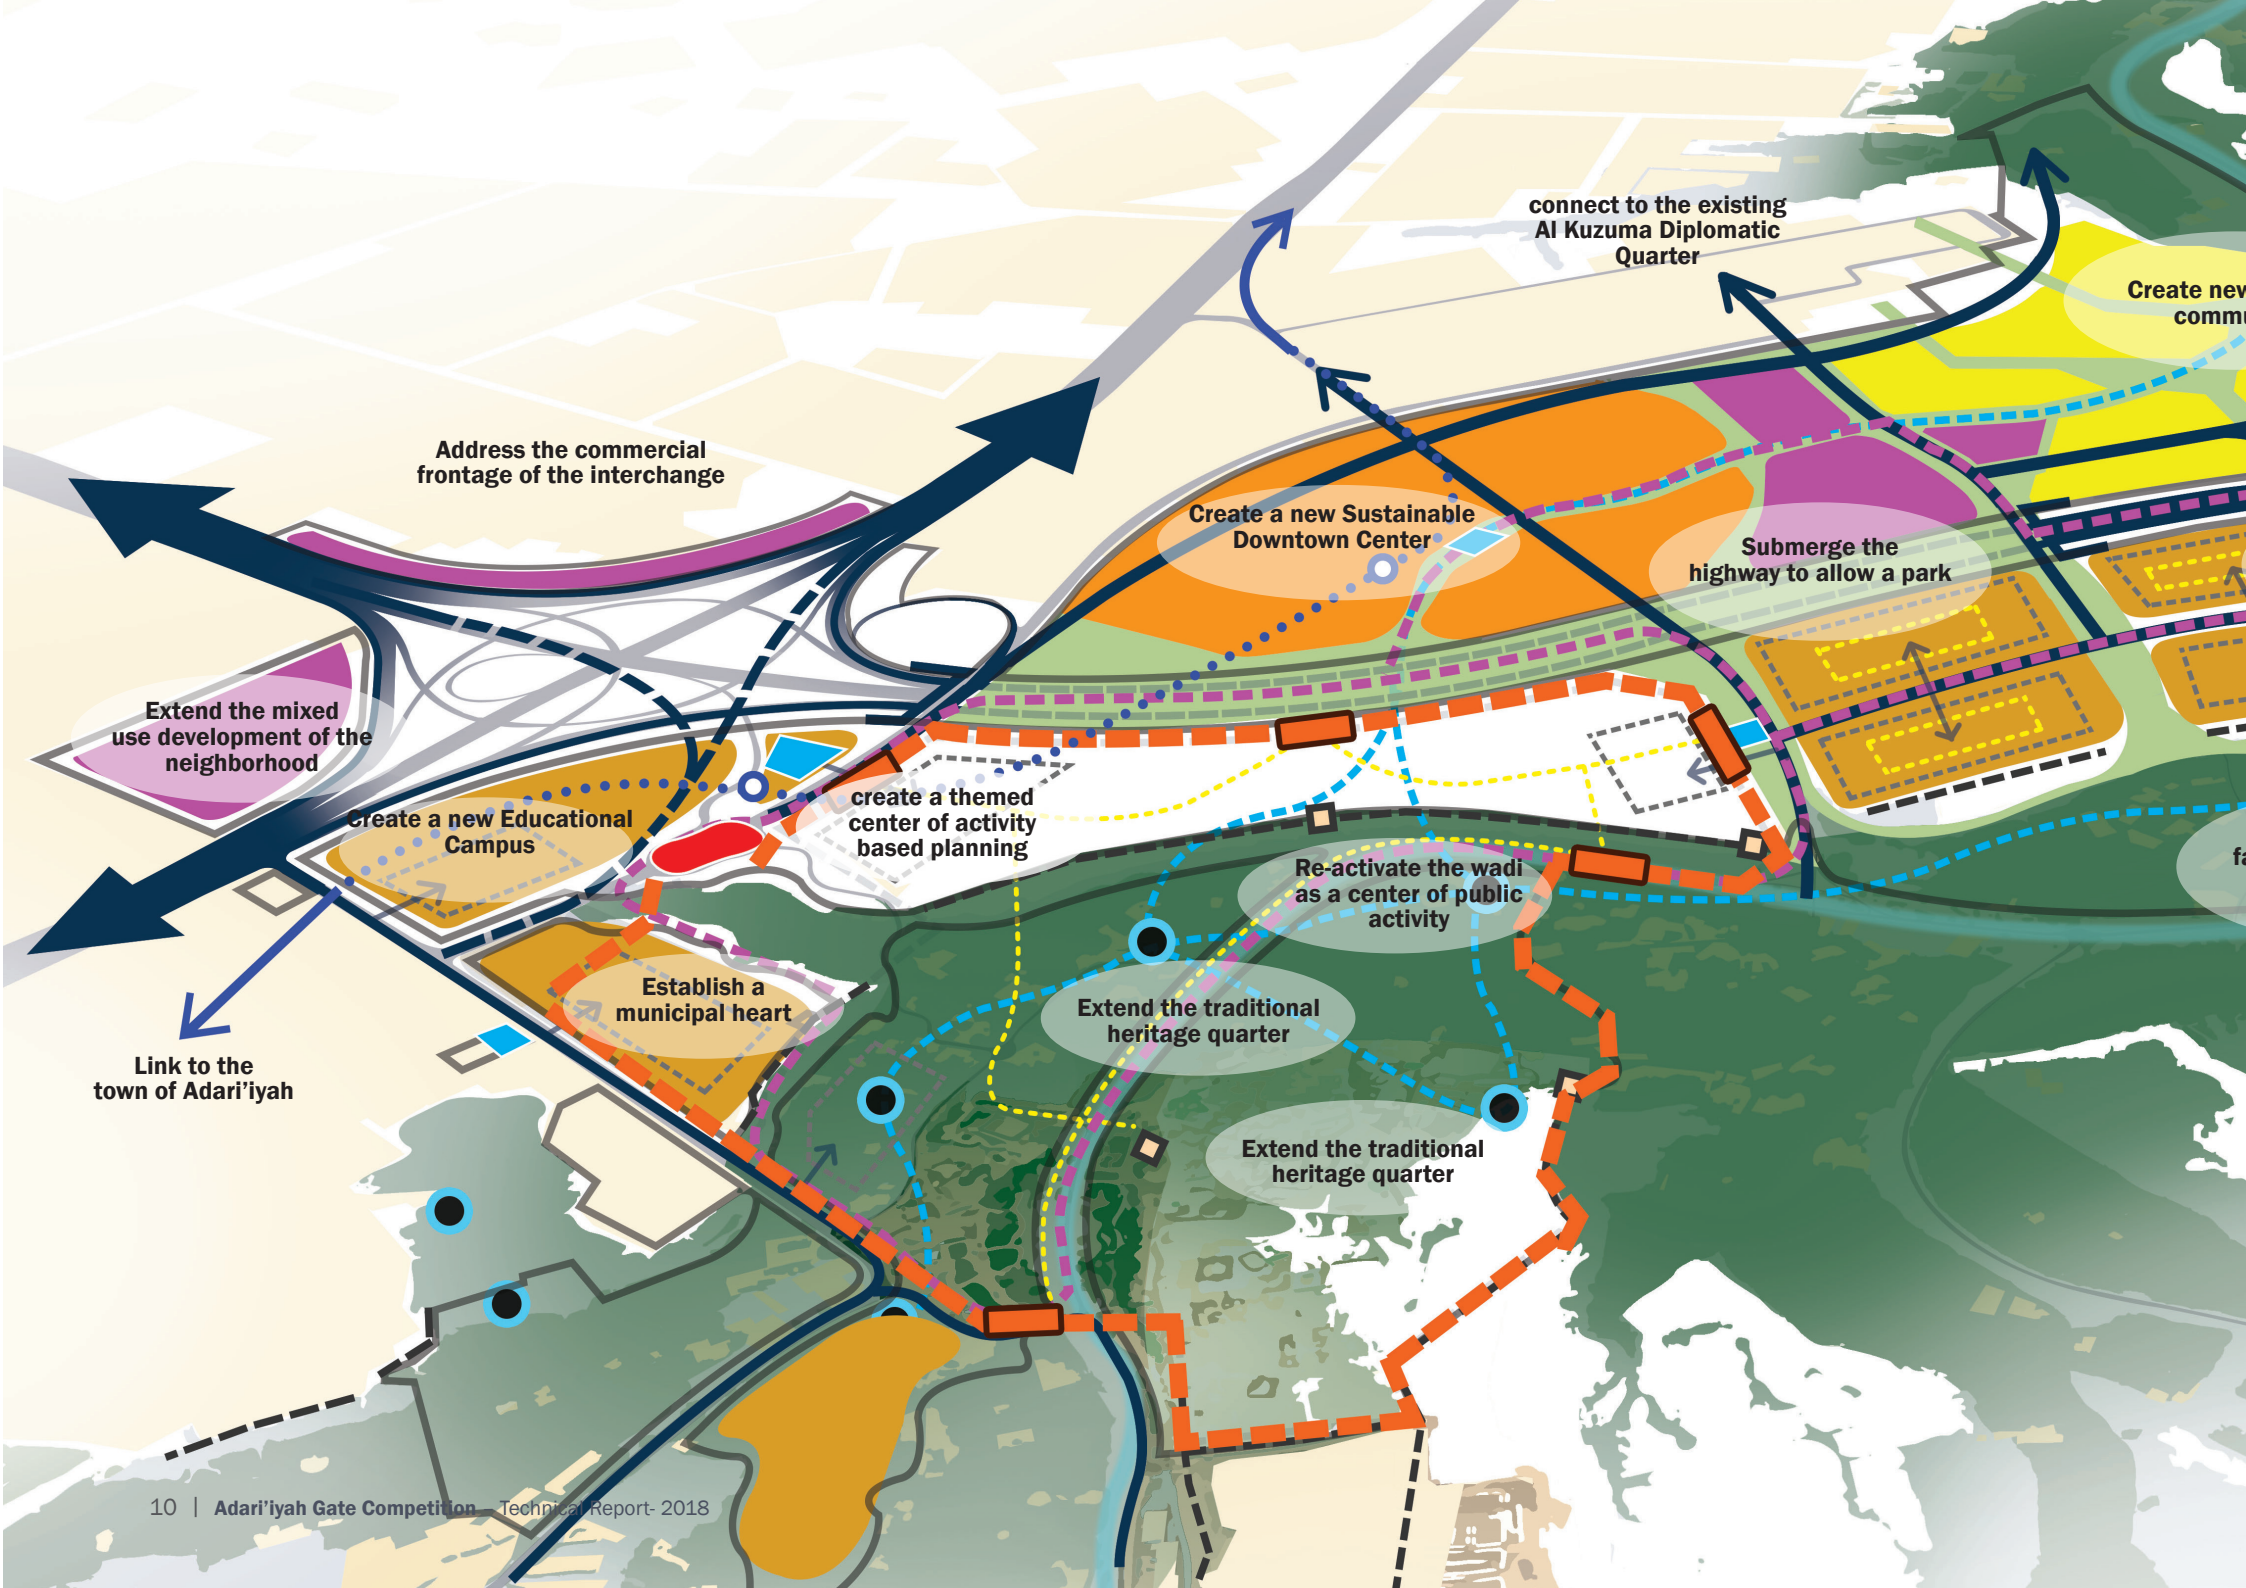 connect to the existing
Al Kuzuma Diplomatic
Quarter
Create new
commu
Address the commercial
frontage of the interchange
Create a new Sustainable
Downtown Center
Submerge the
highway to allow a park
Extend the mixed
use development of the
neighborhood
create a themed
center of activity
based planning
Create a new Educational
Campus
Re-activate the wadi
as a center of public
activity
fa
Establish a
municipal heart
Extend the traditional
heritage quarter
Link to the
town of Adari’iyah
Extend the traditional
heritage quarter
10 | Adari’iyah Gate Competition - Technical Report- 2018